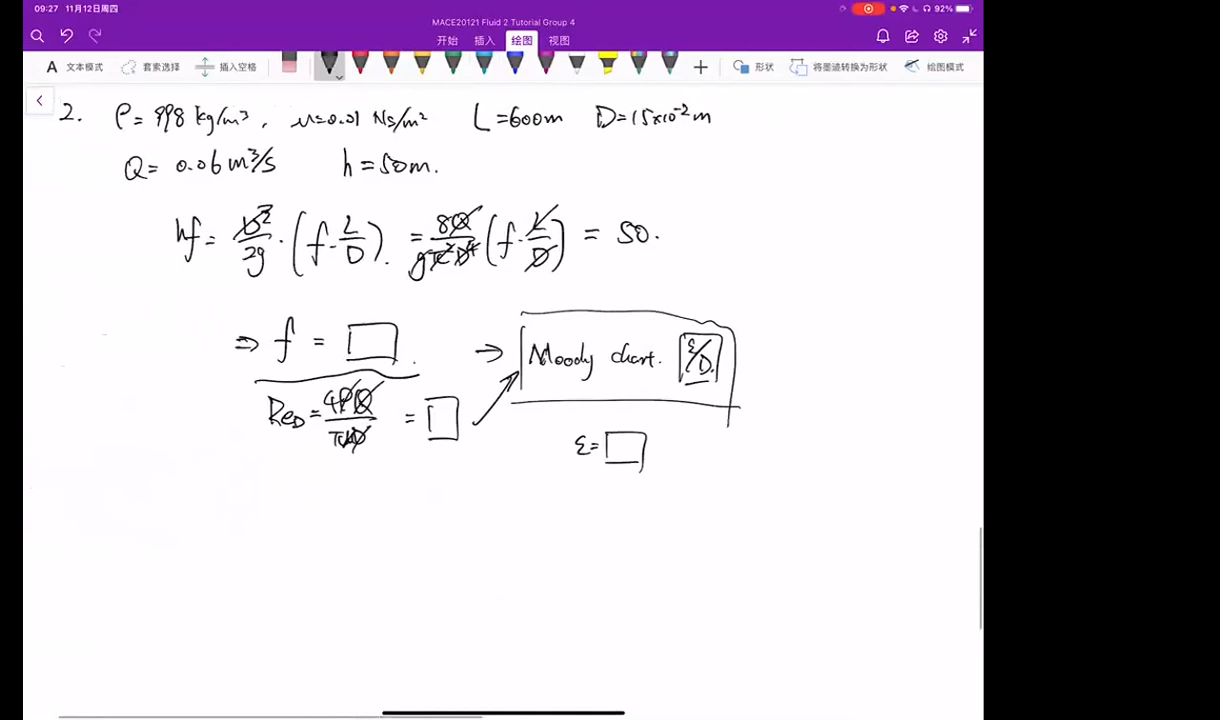 09:27 11月12日周四
92%
MACE20121 Fluid 2 Tutorial Group 4
开始 插入 绘图 视图
文本模式 套索选择 插入空格 形状 将墨迹转换为形状 绘图模式
2. ρ = 998 kg/m³, μ=0.01 Ns/m² L=600m D=15×10⁻² m
Q = 0.06 m³/s h = 50m.
hf = U²/2g · (f · L/D). = 8Q/gπ²D⁴ (f · L/D) = 50.
⇒ f = □. → Moody chart. ε/D.
Re_D = 4ρQ/πμD = □
ε = □